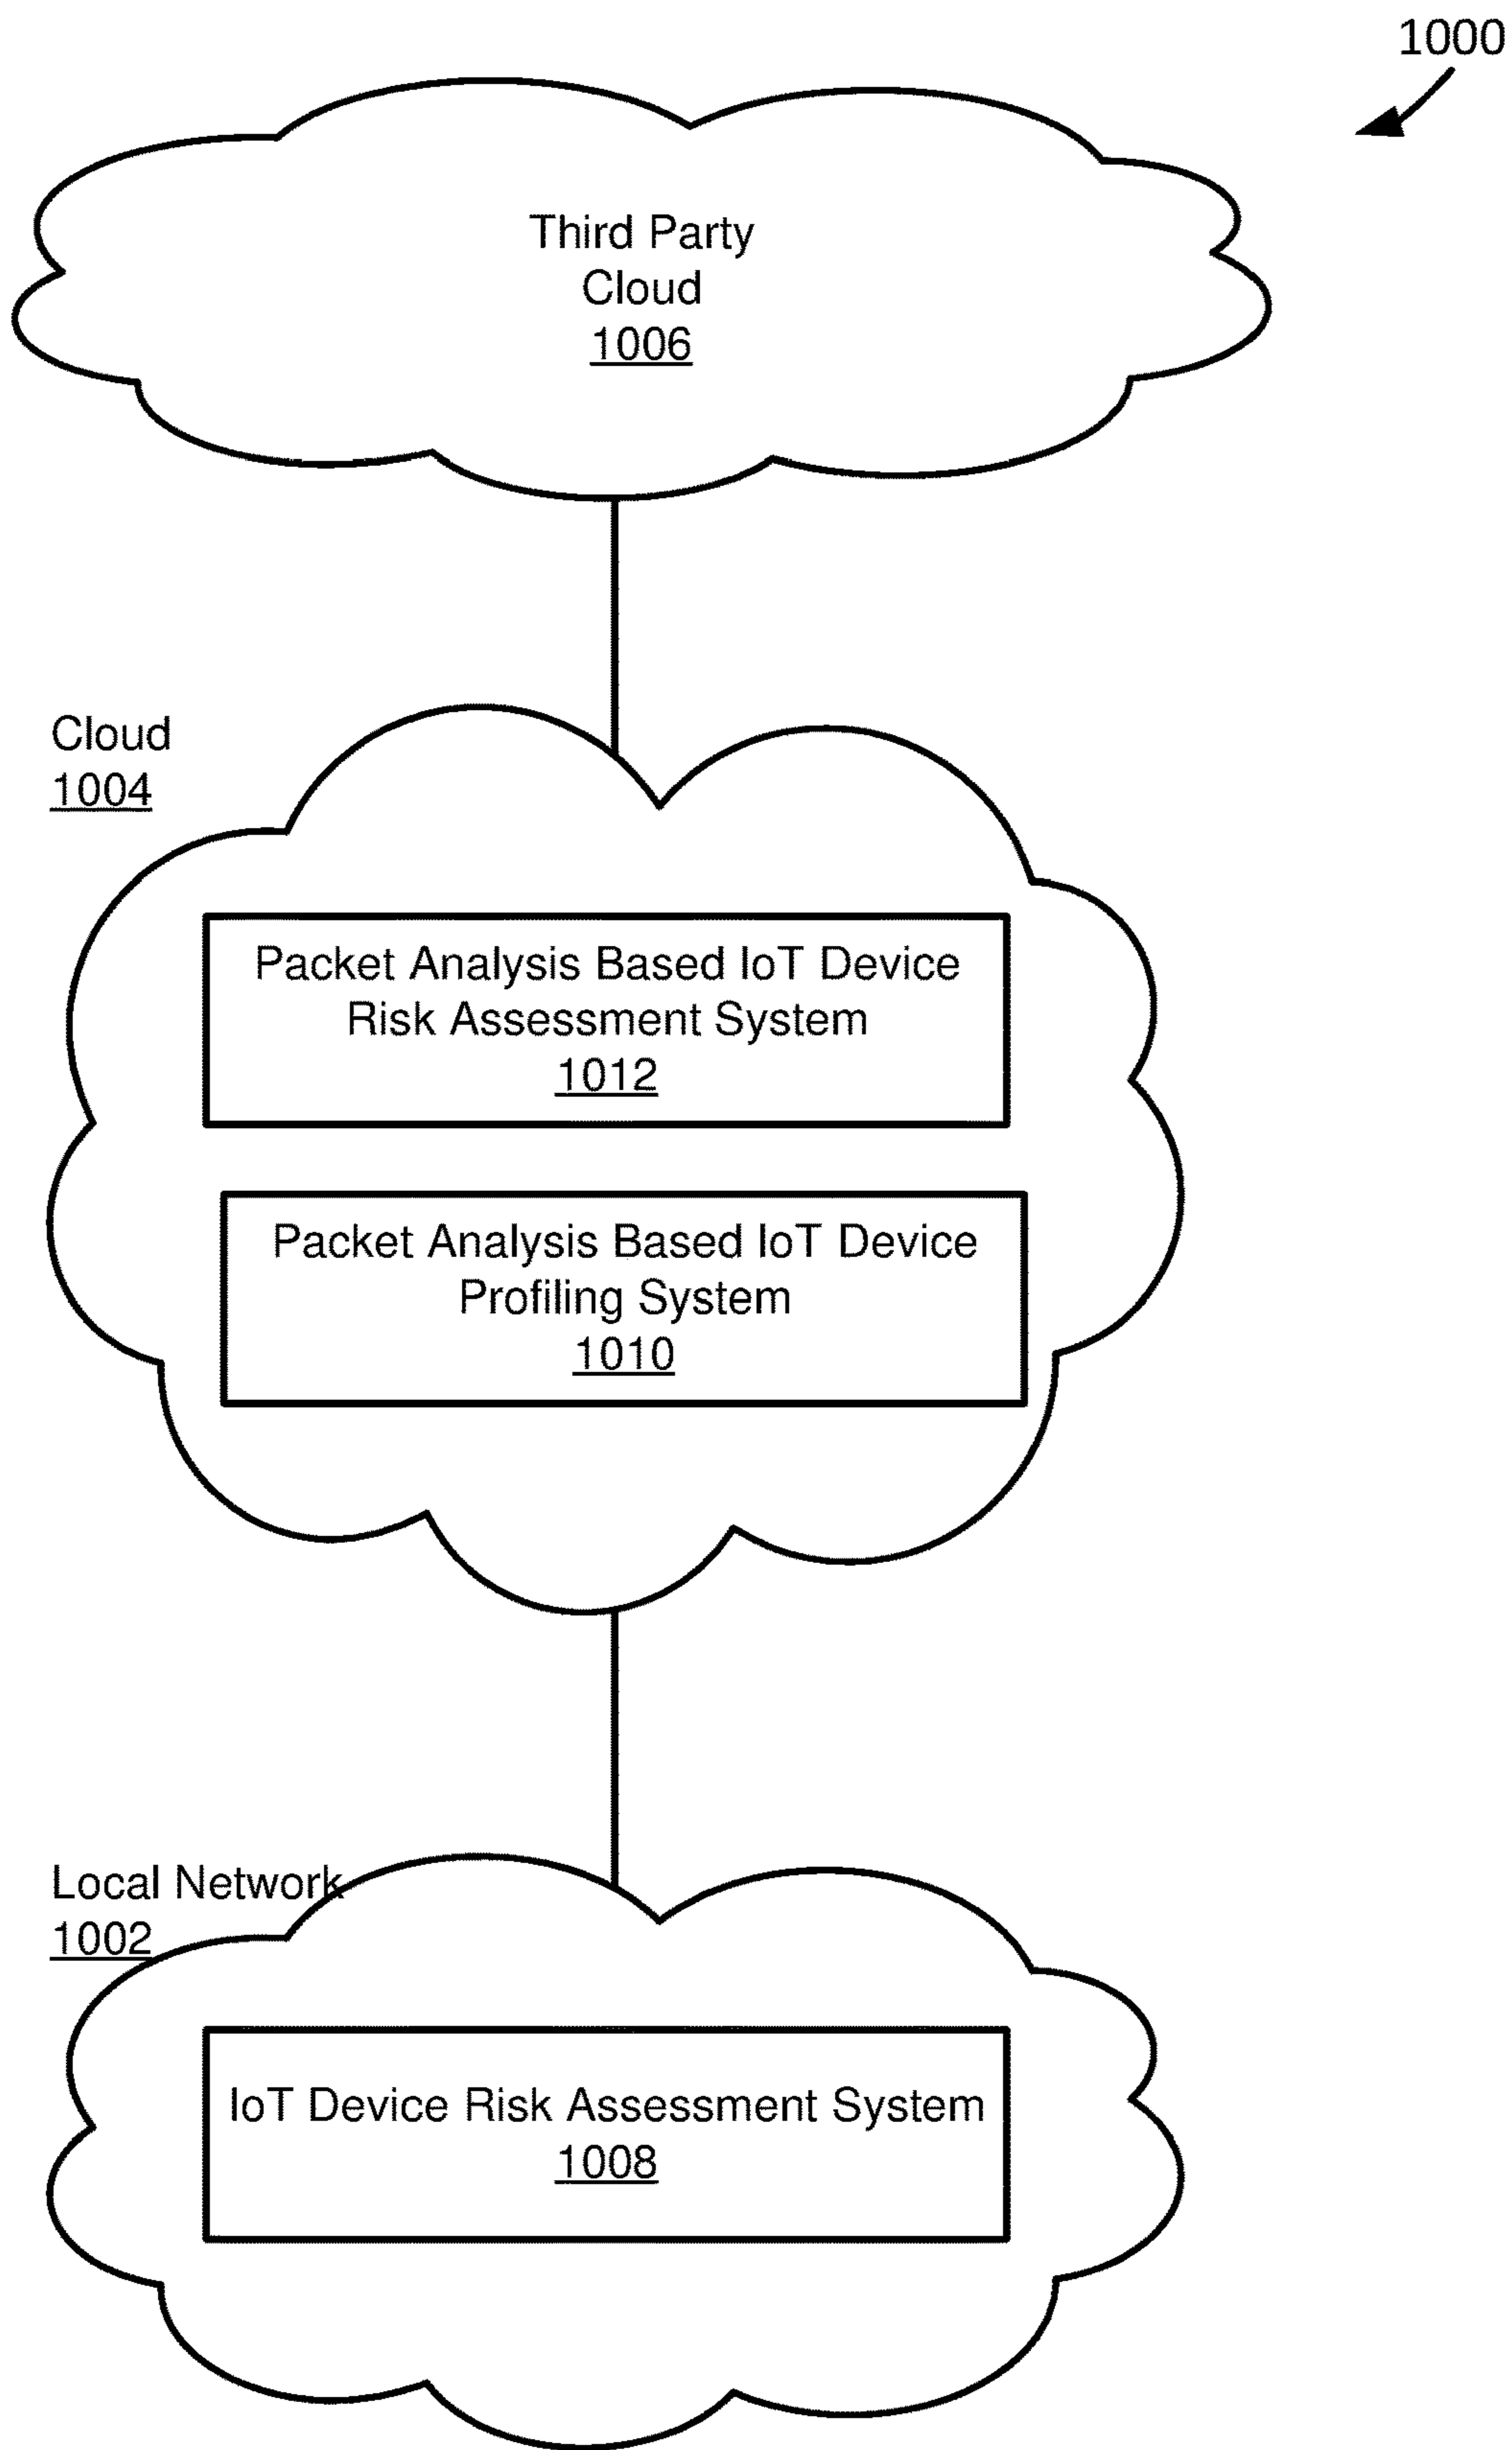 1000
Third Party
Cloud
1006
Cloud
1004
Packet Analysis Based IoT Device
Risk Assessment System
1012
Packet Analysis Based IoT Device
Profiling System
1010
Local Network
1002
IoT Device Risk Assessment System
1008